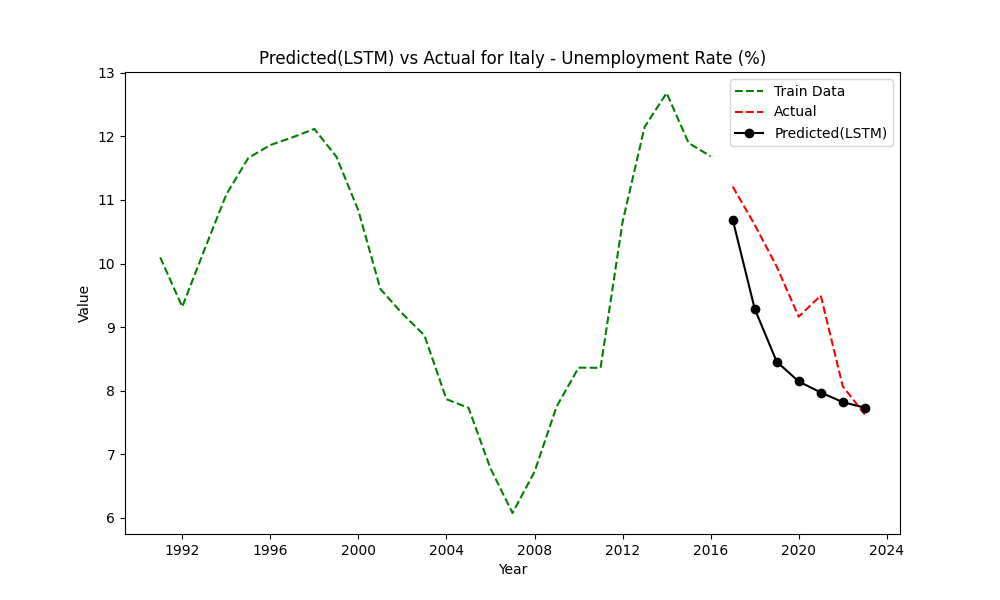 Predicted(LSTM) vs Actual for Italy - Unemployment Rate (%)
Train Data
Actual
Predicted(LSTM)
Value
13
12
11
10
9
8
7
6
1992 1996 2000 2004 2008 2012 2016 2020 2024
Year